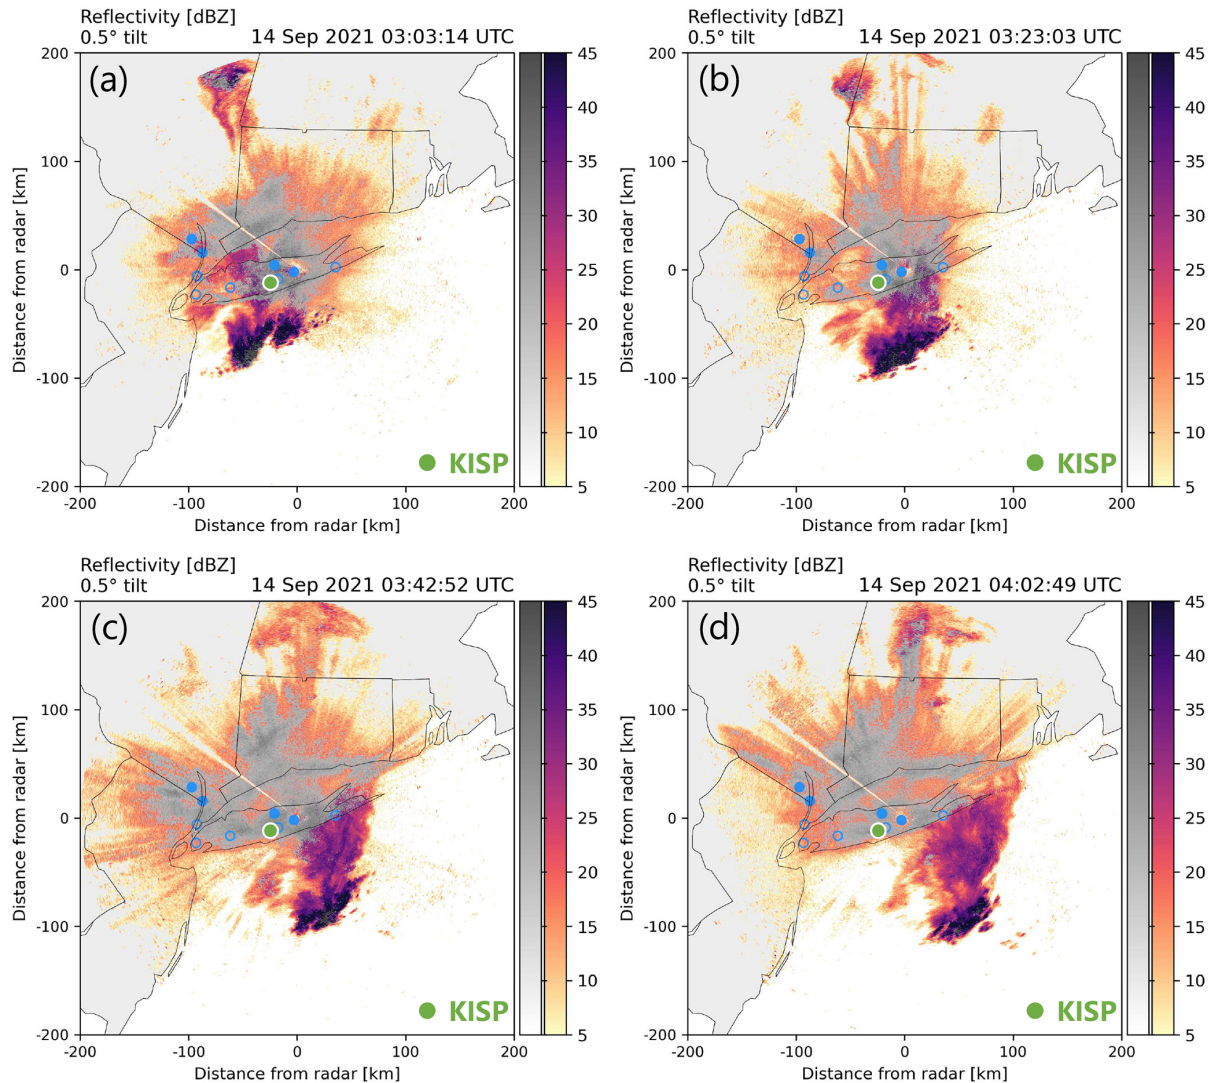 Reflectivity [dBZ]
0.5° tilt 14 Sep 2021 03:03:14 UTC
(a)
200
100
0
-100
-200
Distance from radar [km]
-200 -100 0 100 200
Distance from radar [km]
KISP
45
40
35
30
25
20
15
10
5
Reflectivity [dBZ]
0.5° tilt 14 Sep 2021 03:23:03 UTC
(b)
200
100
0
-100
-200
Distance from radar [km]
-200 -100 0 100 200
Distance from radar [km]
KISP
45
40
35
30
25
20
15
10
5
Reflectivity [dBZ]
0.5° tilt 14 Sep 2021 03:42:52 UTC
(c)
200
100
0
-100
-200
Distance from radar [km]
-200 -100 0 100 200
Distance from radar [km]
KISP
45
40
35
30
25
20
15
10
5
Reflectivity [dBZ]
0.5° tilt 14 Sep 2021 04:02:49 UTC
(d)
200
100
0
-100
-200
Distance from radar [km]
-200 -100 0 100 200
Distance from radar [km]
KISP
45
40
35
30
25
20
15
10
5